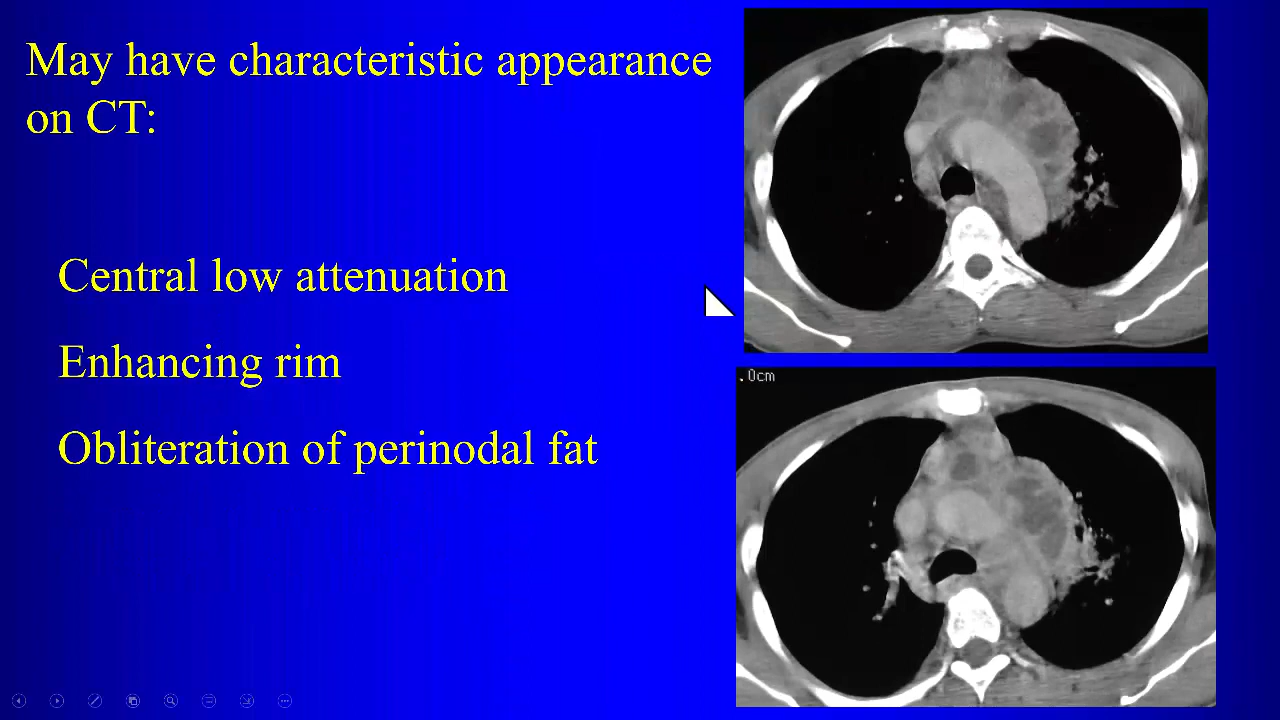 May have characteristic appearance
on CT:
Central low attenuation
Enhancing rim
Obliteration of perinodal fat
.0cm